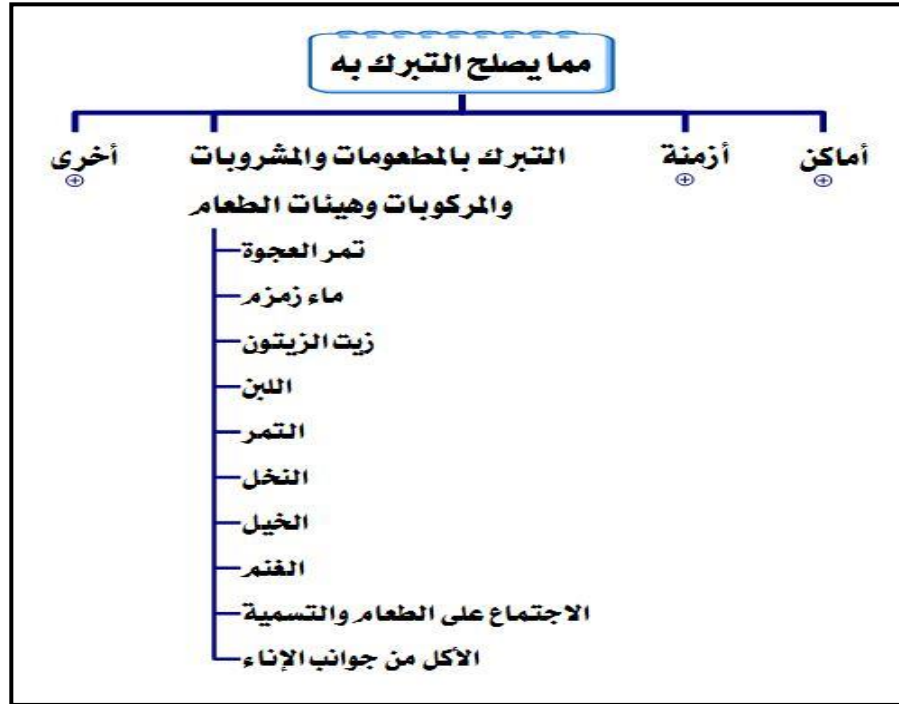 مما يصلح التبرك به
أماكن
أزمنة
التبرك بالمطعومات والمشروبات
والمركوبات وهيئات الطعام
أخرى
تمر العجوة
ماء زمزم
زيت الزيتون
اللبن
التمر
النخل
الخيل
الغنم
الاجتماع على الطعام والتسمية
الأكل من جوانب الإناء